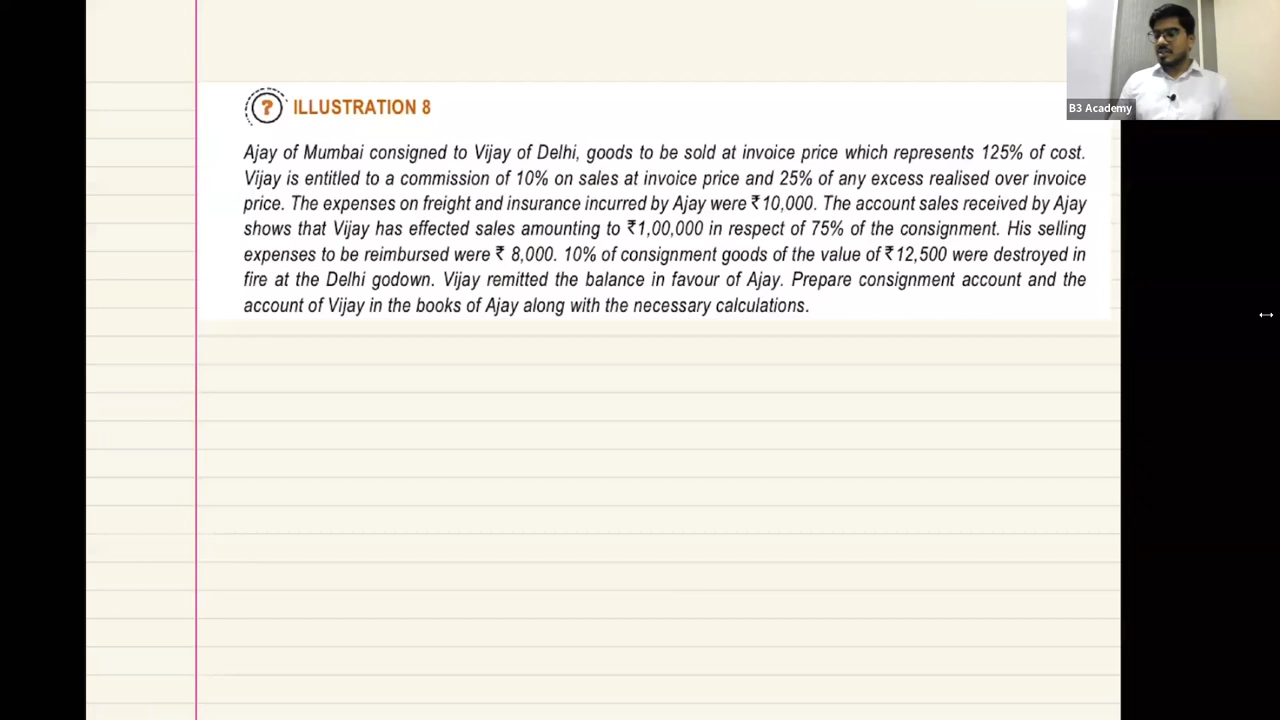 B3 Academy
ILLUSTRATION 8
Ajay of Mumbai consigned to Vijay of Delhi, goods to be sold at invoice price which represents 125% of cost.
Vijay is entitled to a commission of 10% on sales at invoice price and 25% of any excess realised over invoice
price. The expenses on freight and insurance incurred by Ajay were ₹10,000. The account sales received by Ajay
shows that Vijay has effected sales amounting to ₹1,00,000 in respect of 75% of the consignment. His selling
expenses to be reimbursed were ₹ 8,000. 10% of consignment goods of the value of ₹12,500 were destroyed in
fire at the Delhi godown. Vijay remitted the balance in favour of Ajay. Prepare consignment account and the
account of Vijay in the books of Ajay along with the necessary calculations.